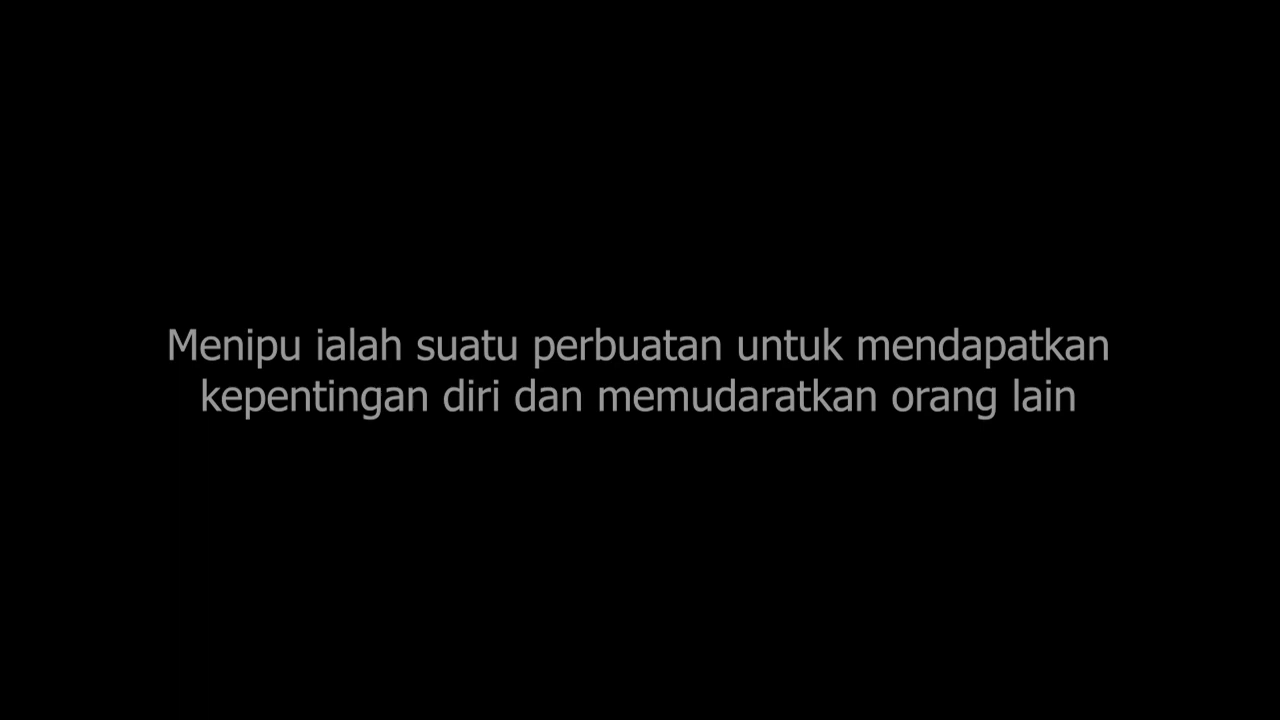 Menipu ialah suatu perbuatan untuk mendapatkan
kepentingan diri dan memudaratkan orang lain